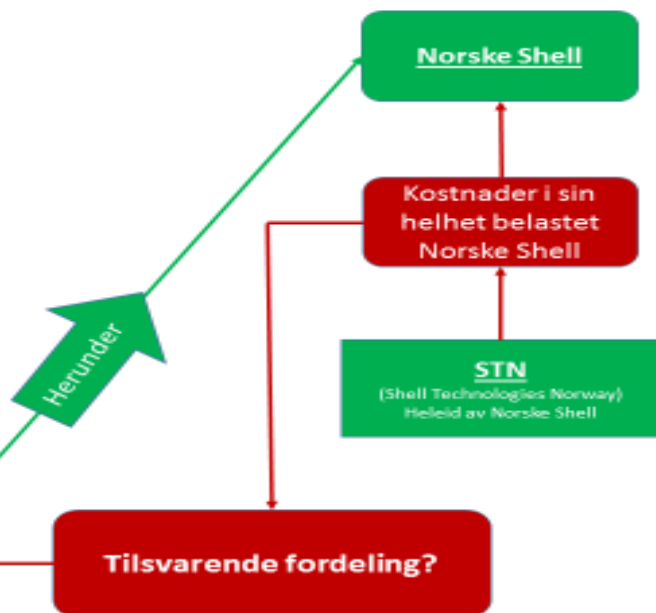 Norske Shell
Kostnader i sin
helhet belastet
Norske Shell
Herunder
STN
(Shell Technologies Norway)
Heleid av Norske Shell
Tilsvarende fordeling?